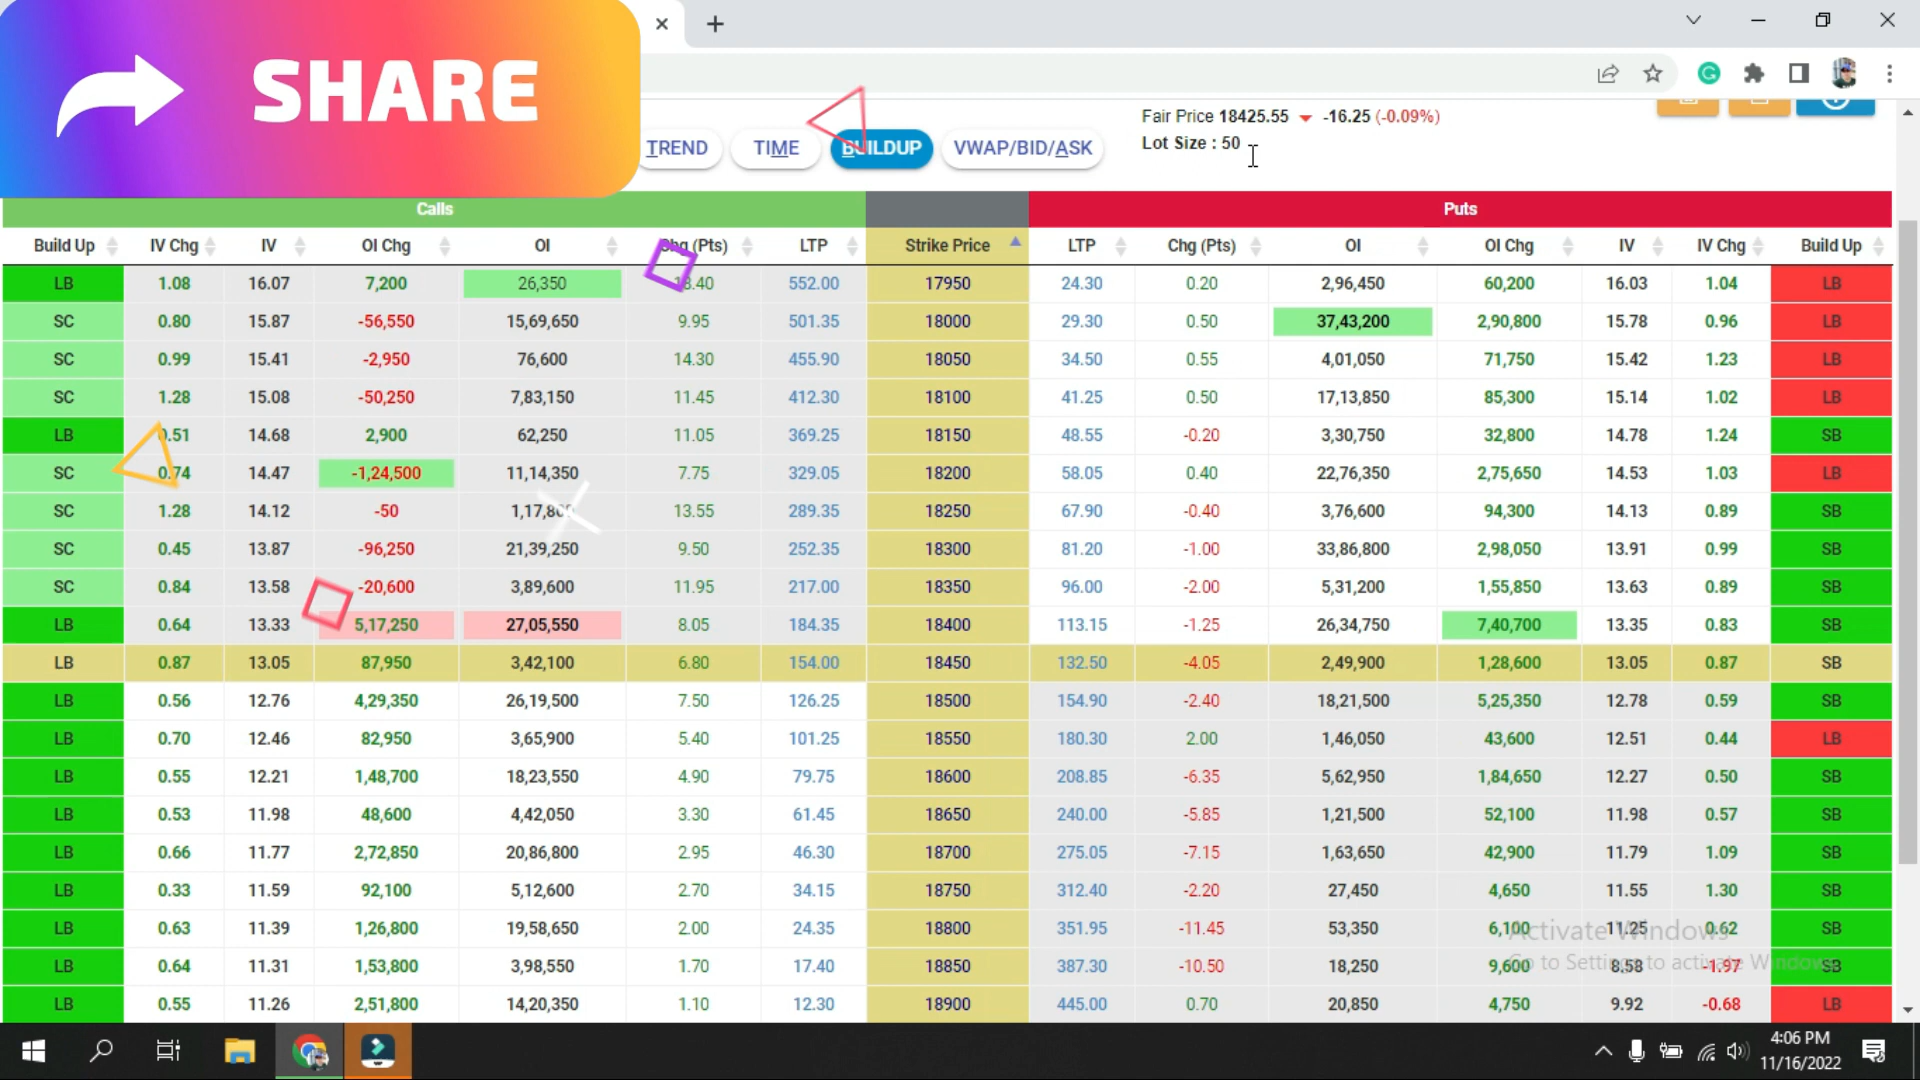 SHARE
Fair Price 18425.55 -16.25 (-0.09%)
Lot Size : 50
TREND TIME BUILDUP VWAP/BID/ASK
Calls Puts
Build Up IV Chg IV OI Chg OI Chg (Pts) LTP Strike Price LTP Chg (Pts) OI OI Chg IV IV Chg Build Up
LB 1.08 16.07 7,200 26,350 552.00 17950 24.30 0.20 2,96,450 60,200 16.03 1.04 LB
SC 0.80 15.87 -56,550 15,69,650 9.95 501.35 18000 29.30 0.50 37,43,200 2,90,800 15.78 0.96 LB
SC 0.99 15.41 -2,950 76,600 14.30 455.90 18050 34.50 0.55 4,01,050 71,750 15.42 1.23 LB
SC 1.28 15.08 -50,250 7,83,150 11.45 412.30 18100 41.25 0.50 17,13,850 85,300 15.14 1.02 LB
LB 0.51 14.68 2,900 62,250 11.05 369.25 18150 48.55 -0.20 3,30,750 32,800 14.78 1.24 SB
SC 0.74 14.47 -1,24,500 11,14,350 7.75 329.05 18200 58.05 0.40 22,76,350 2,75,650 14.53 1.03 LB
SC 1.28 14.12 -50 13.55 289.35 18250 67.90 -0.40 3,76,600 94,300 14.13 0.89 SB
SC 0.45 13.87 -96,250 21,39,250 9.50 252.35 18300 81.20 -1.00 33,86,800 2,98,050 13.91 0.99 SB
SC 0.84 13.58 -20,600 3,89,600 11.95 217.00 18350 96.00 -2.00 5,31,200 1,55,850 13.63 0.89 SB
LB 0.64 13.33 5,17,250 27,05,550 8.05 184.35 18400 113.15 -1.25 26,34,750 7,40,700 13.35 0.83 SB
LB 0.87 13.05 87,950 3,42,100 6.80 154.00 18450 132.50 -4.05 2,49,900 1,28,600 13.05 0.87 SB
LB 0.56 12.76 4,29,350 26,19,500 7.50 126.25 18500 154.90 -2.40 18,21,500 5,25,350 12.78 0.59 SB
LB 0.70 12.46 82,950 3,65,900 5.40 101.25 18550 180.30 2.00 1,46,050 43,600 12.51 0.44 LB
LB 0.55 12.21 1,48,700 18,23,550 4.90 79.75 18600 208.85 -6.35 5,62,950 1,84,650 12.27 0.50 SB
LB 0.53 11.98 48,600 4,42,050 3.30 61.45 18650 240.00 -5.85 1,21,500 52,100 11.98 0.57 SB
LB 0.66 11.77 2,72,850 20,86,800 2.95 46.30 18700 275.05 -7.15 1,63,650 42,900 11.79 1.09 SB
LB 0.33 11.59 92,100 5,12,600 2.70 34.15 18750 312.40 -2.20 27,450 4,650 11.55 1.30 SB
LB 0.63 11.39 1,26,800 19,58,650 2.00 24.35 18800 351.95 -11.45 53,350 6,100 11.25 0.62 SB
LB 0.64 11.31 1,53,800 3,98,550 1.70 17.40 18850 387.30 -10.50 18,250 9,600 8.58 -1.97 SB
LB 0.55 11.26 2,51,800 14,20,350 1.10 12.30 18900 445.00 0.70 20,850 4,750 9.92 -0.68 LB
Activate Windows
Go to Settings to activate Windows.
4:06 PM
11/16/2022